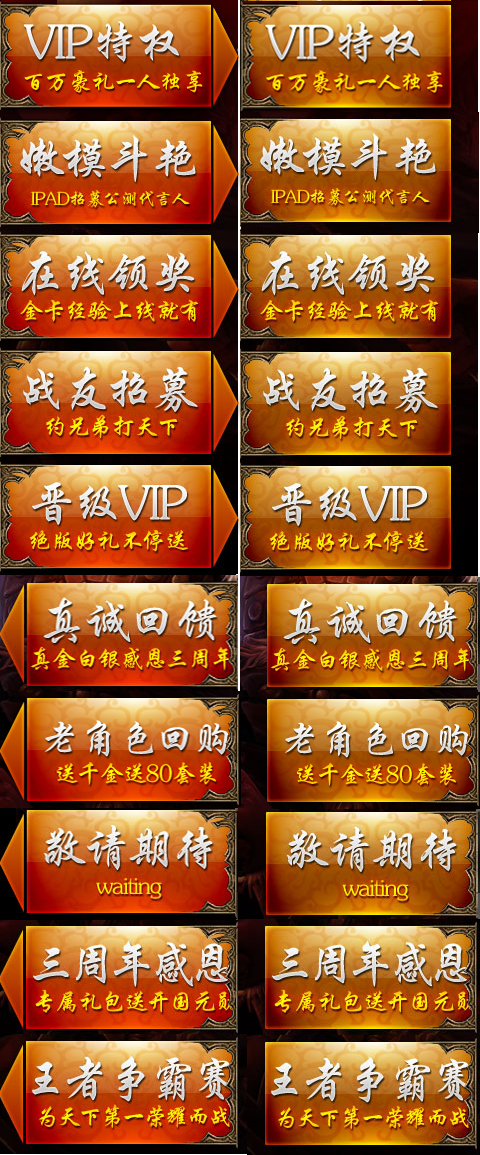 VIP特权
百万豪礼一人独享
VIP特权
百万豪礼一人独享
嫩模斗艳
IPAD招募公测代言人
嫩模斗艳
IPAD招募公测代言人
在线领奖
金卡经验上线就有
在线领奖
金卡经验上线就有
战友招募
约兄弟打天下
战友招募
约兄弟打天下
晋级VIP
绝版好礼不停送
晋级VIP
绝版好礼不停送
真诚回馈
真金白银感恩三周年
真诚回馈
真金白银感恩三周年
老角色回购
送千金送80套装
老角色回购
送千金送80套装
敬请期待
waiting
敬请期待
waiting
三周年感恩
专属礼包送开国元勋
三周年感恩
专属礼包送开国元勋
王者争霸赛
为天下第一荣耀而战
王者争霸赛
为天下第一荣耀而战